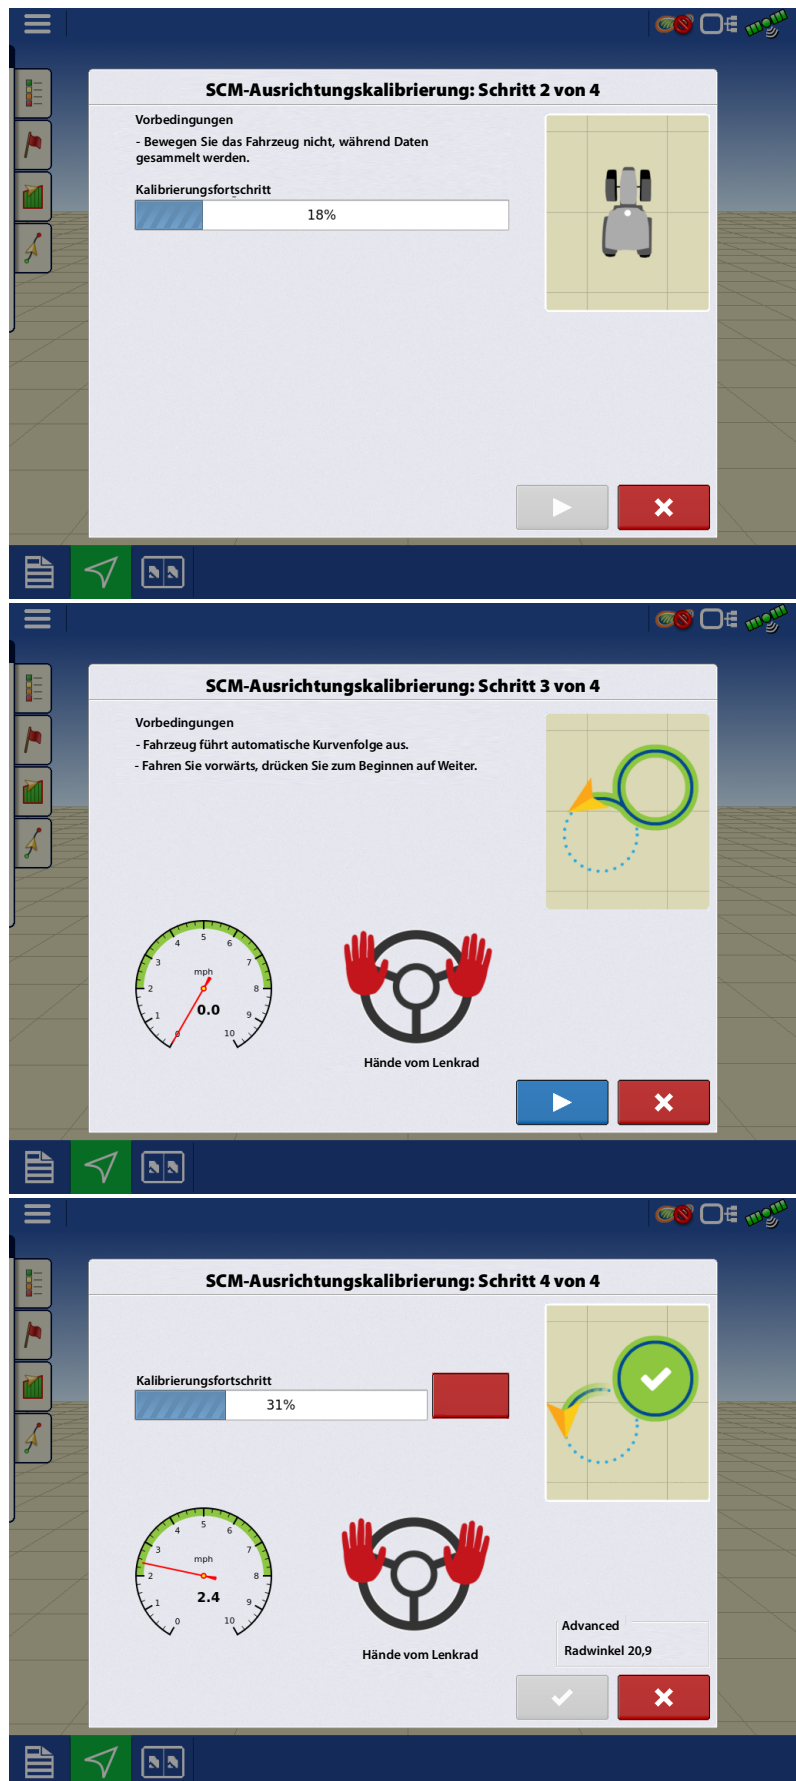 SCM-Ausrichtungskalibrierung: Schritt 2 von 4
Vorbedingungen
- Bewegen Sie das Fahrzeug nicht, während Daten
gesammelt werden.
Kalibrierungsfortschritt
18%
SCM-Ausrichtungskalibrierung: Schritt 3 von 4
Vorbedingungen
- Fahrzeug führt automatische Kurvenfolge aus.
- Fahren Sie vorwärts, drücken Sie zum Beginnen auf Weiter.
0 1 2 3 4 5 6 7 8 9 10
mph
0.0
Hände vom Lenkrad
SCM-Ausrichtungskalibrierung: Schritt 4 von 4
Kalibrierungsfortschritt
31%
0 1 2 3 4 5 6 7 8 9 10
mph
2.4
Hände vom Lenkrad
Advanced
Radwinkel 20,9